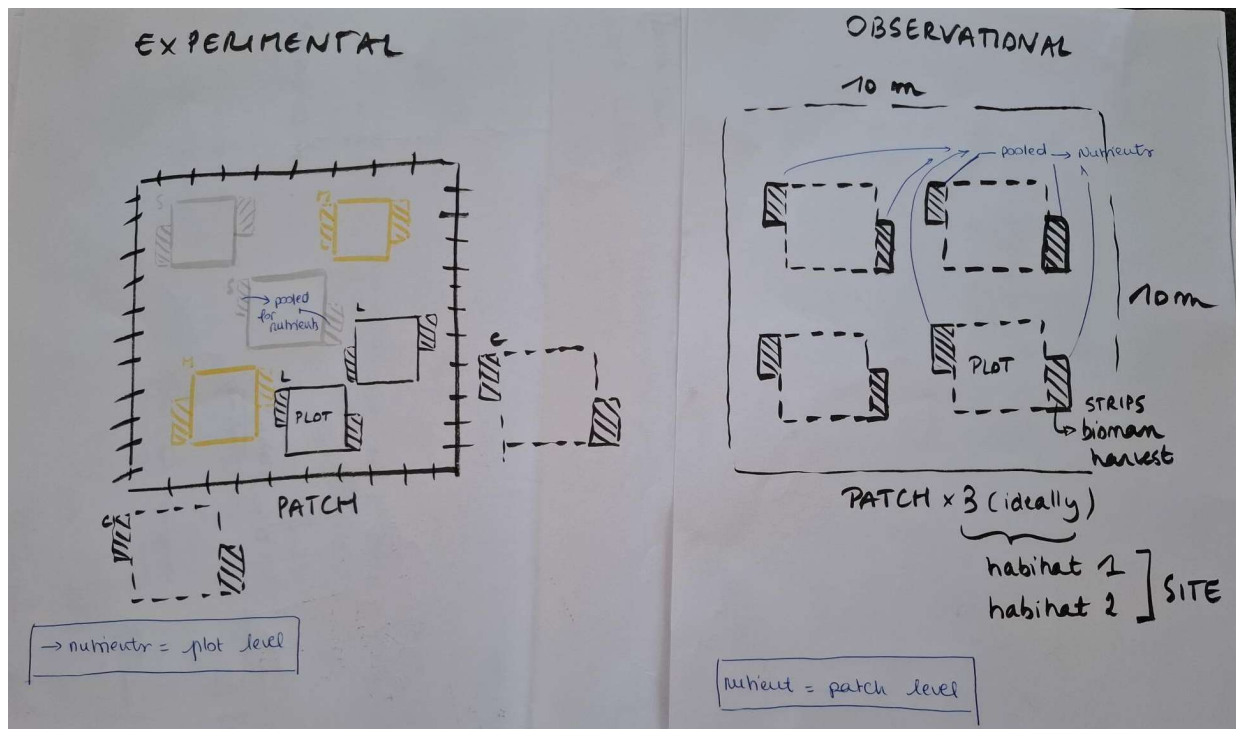 EXPERIMENTAL
S
M
S
pooled
for
nutrients
L
M
L
PLOT
C
PATCH
C
→ nutrients = plot level
OBSERVATIONAL
10 m
pooled → Nutrients
10 m
PLOT
STRIPS
biomass
harvest
PATCH × 3 (ideally)
habitat 1
habitat 2
SITE
nutrient = patch level